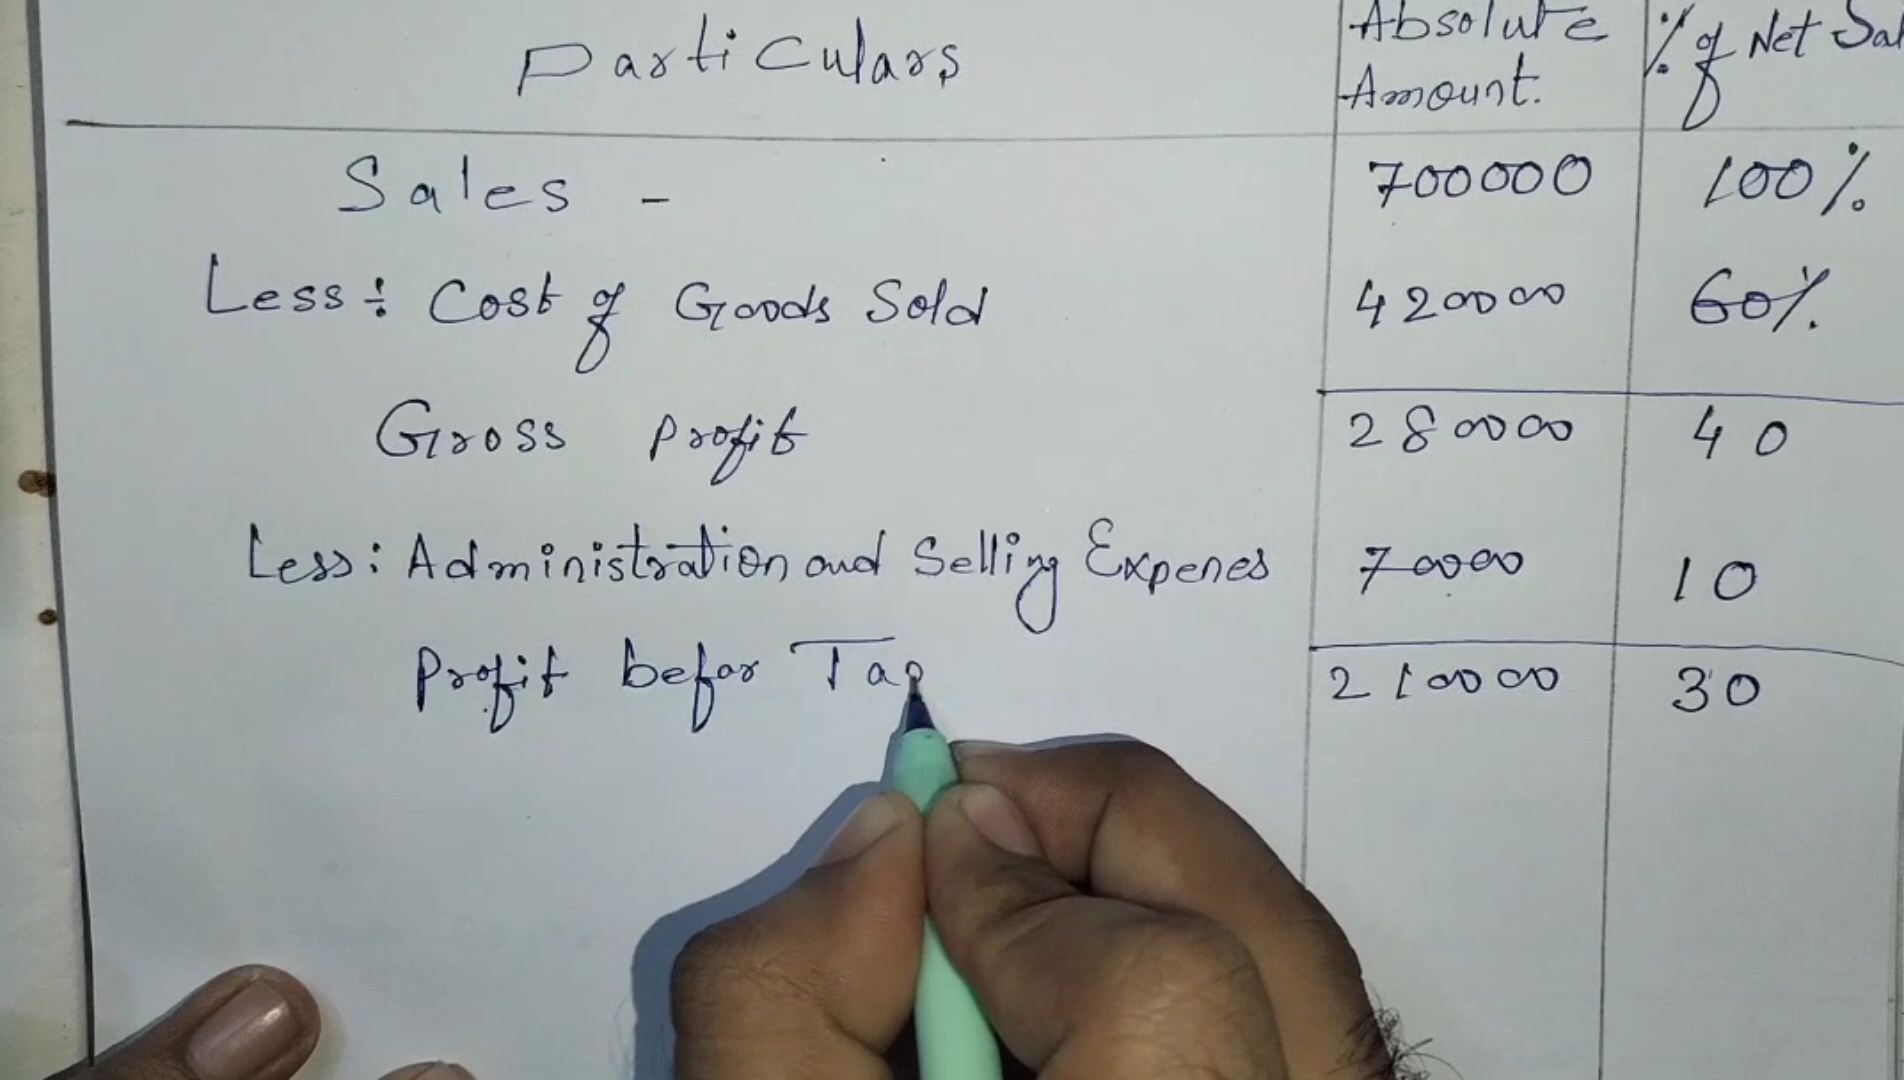 Particulars Absolute Amount. % of Net Sal
Sales - 700000 100%
Less: Cost of Goods Sold 420000 60%
Gross Profit 280000 40
Less: Administration and Selling Expenes 70000 10
Profit befor Ta 210000 30